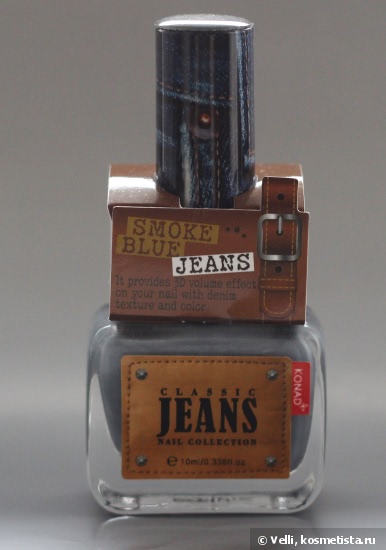 SMOKE
BLUE
JEANS
It provides 3D volume effect
on your nail with denim
texture and color.
CLASSIC
JEANS
NAIL COLLECTION
e 10ml/0.338fl oz
KONAD
© Velli, kosmetista.ru